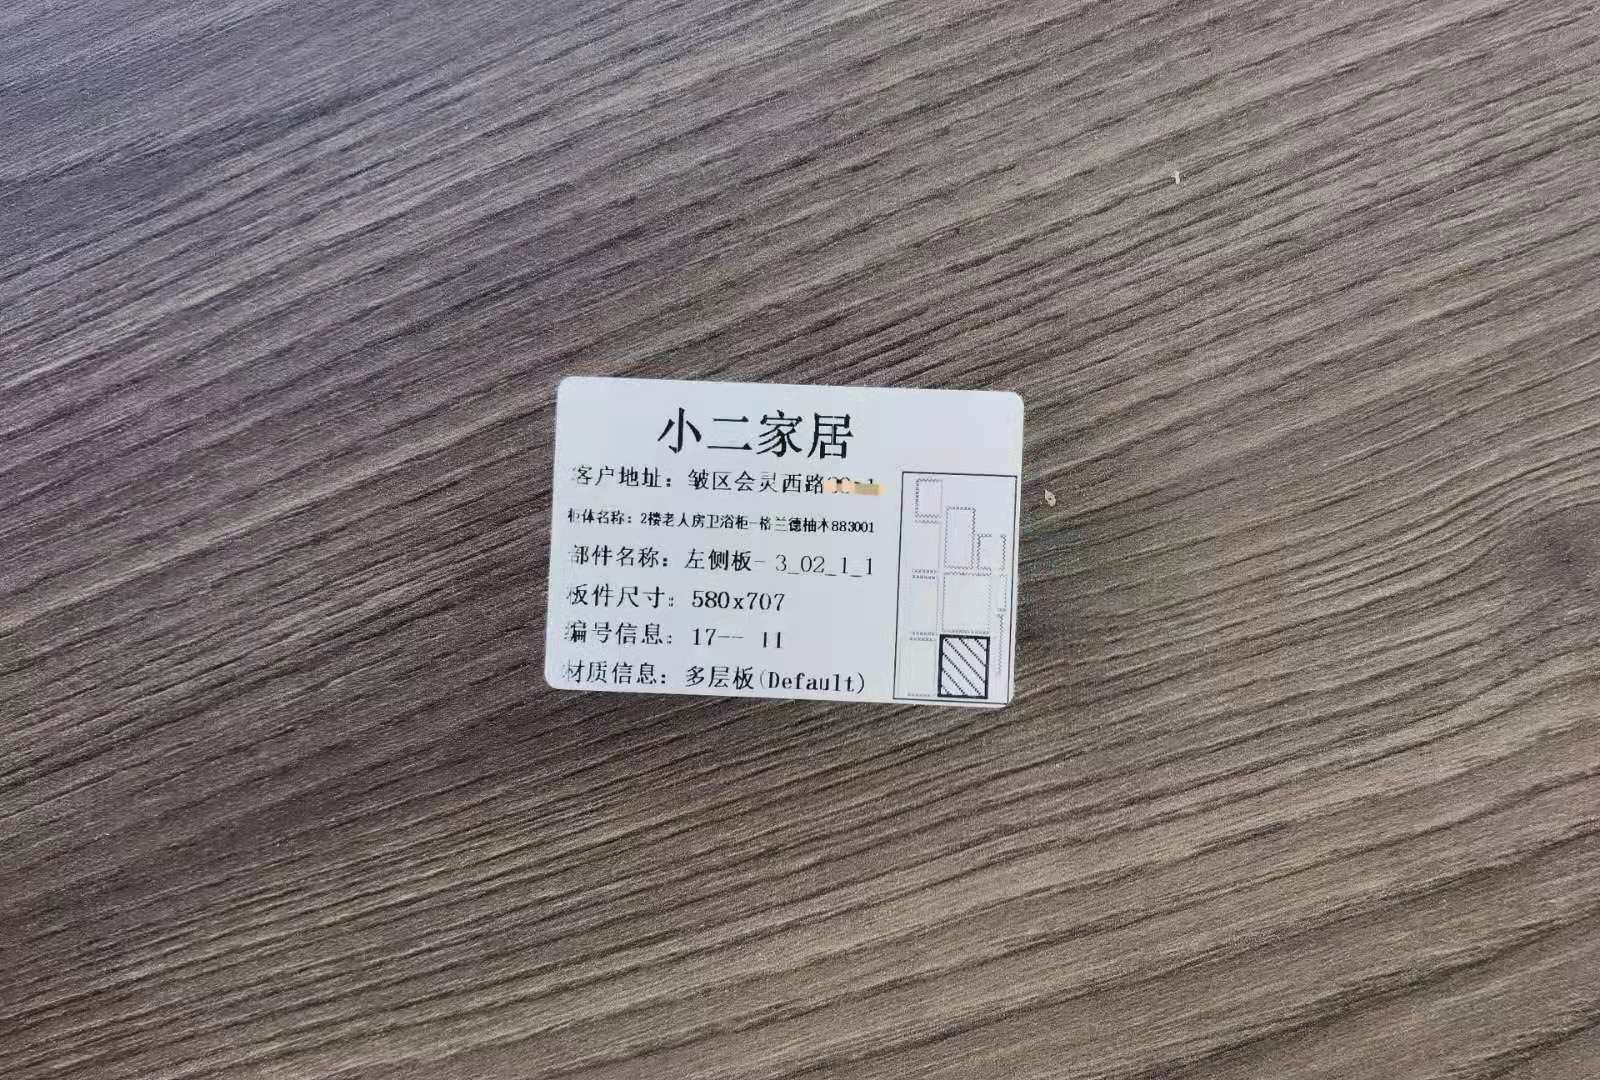 小二家居
客户地址：皱区会灵西路
柜体名称：2楼老人房卫浴柜-格兰德柚木883001
部件名称：左侧板- 3_02_1_1
板件尺寸：580x707
编号信息：17-- 11
材质信息：多层板(Default)